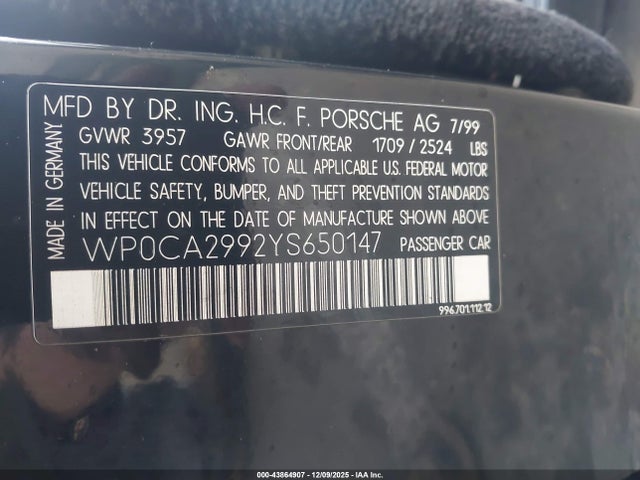 MFD BY DR. ING. H.C. F. PORSCHE AG 7/99
GVWR 3957 GAWR FRONT/REAR 1709 / 2524 LBS
THIS VEHICLE CONFORMS TO ALL APPLICABLE U.S. FEDERAL MOTOR
VEHICLE SAFETY, BUMPER, AND THEFT PREVENTION STANDARDS
IN EFFECT ON THE DATE OF MANUFACTURE SHOWN ABOVE
WP0CA2992YS650147 PASSENGER CAR
996.701.112.12
MADE IN GERMANY
000-43864907 - 12/09/2025 - IAA Inc.